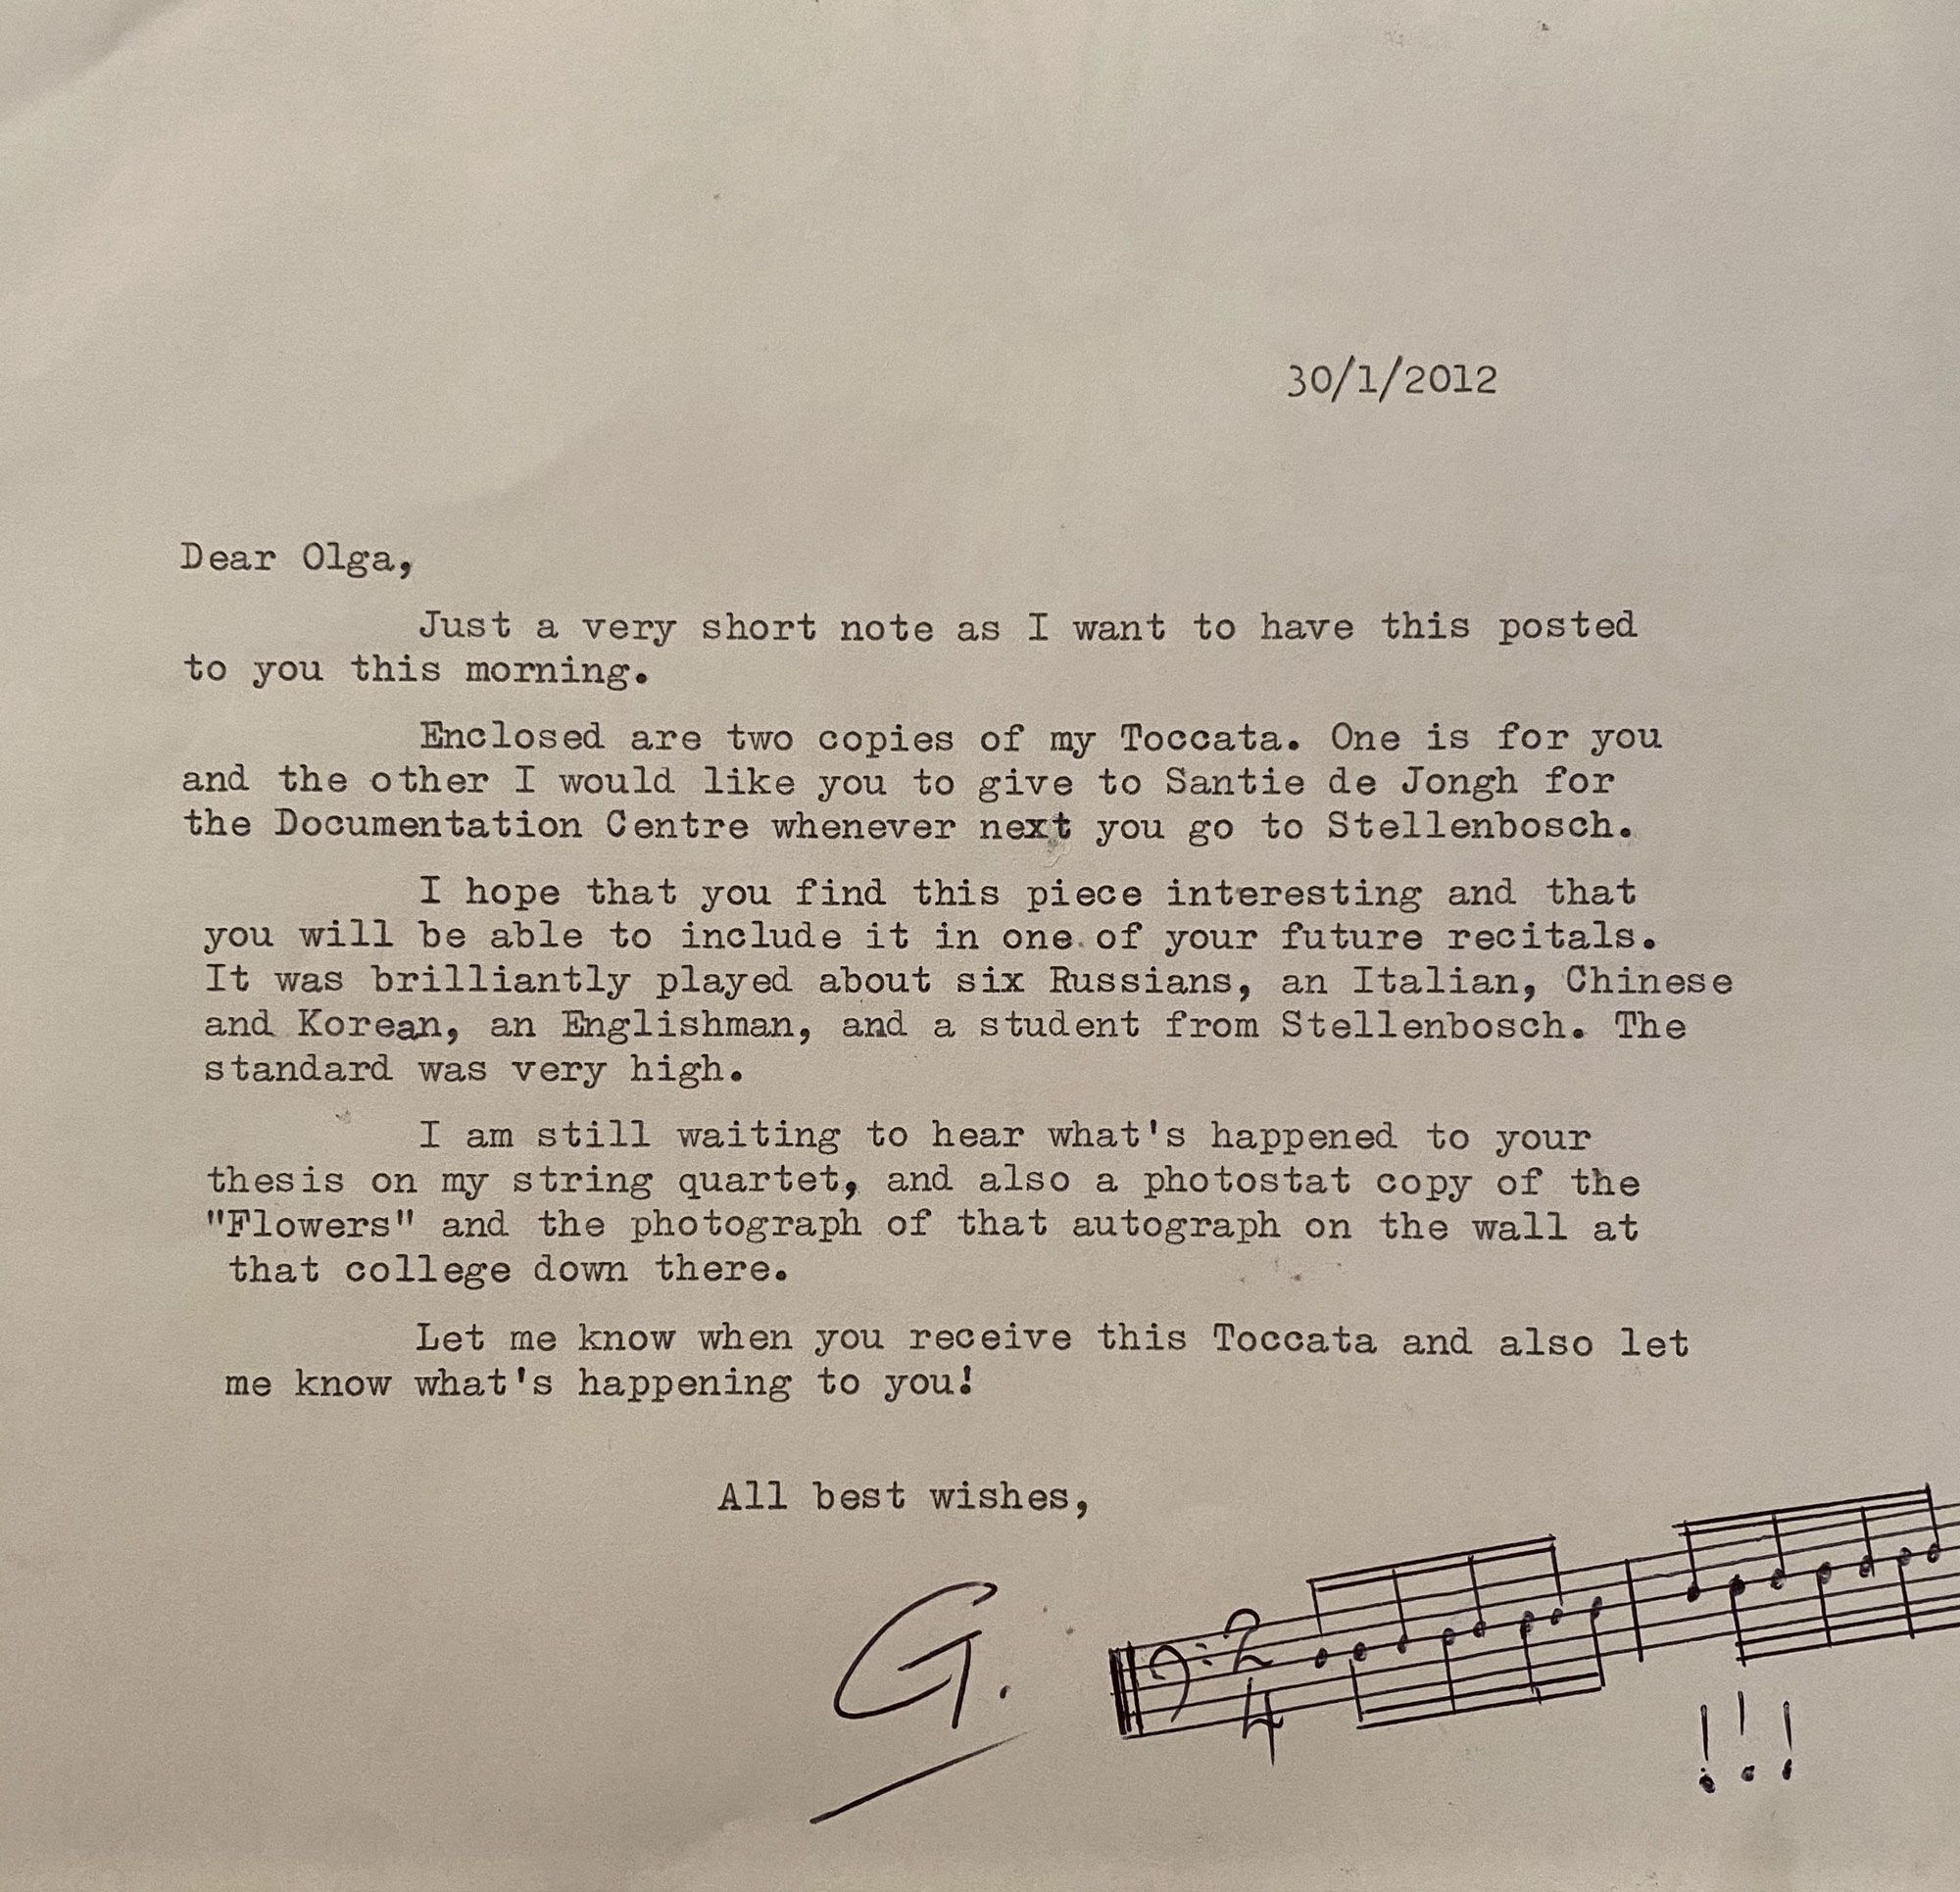 30/1/2012
Dear Olga,
Just a very short note as I want to have this posted
to you this morning.
Enclosed are two copies of my Toccata. One is for you
and the other I would like you to give to Santie de Jongh for
the Documentation Centre whenever next you go to Stellenbosch.
I hope that you find this piece interesting and that
you will be able to include it in one of your future recitals.
It was brilliantly played about six Russians, an Italian, Chinese
and Korean, an Englishman, and a student from Stellenbosch. The
standard was very high.
I am still waiting to hear what's happened to your
thesis on my string quartet, and also a photostat copy of the
"Flowers" and the photograph of that autograph on the wall at
that college down there.
Let me know when you receive this Toccata and also let
me know what's happening to you!
All best wishes,
G.
2
4
!!!